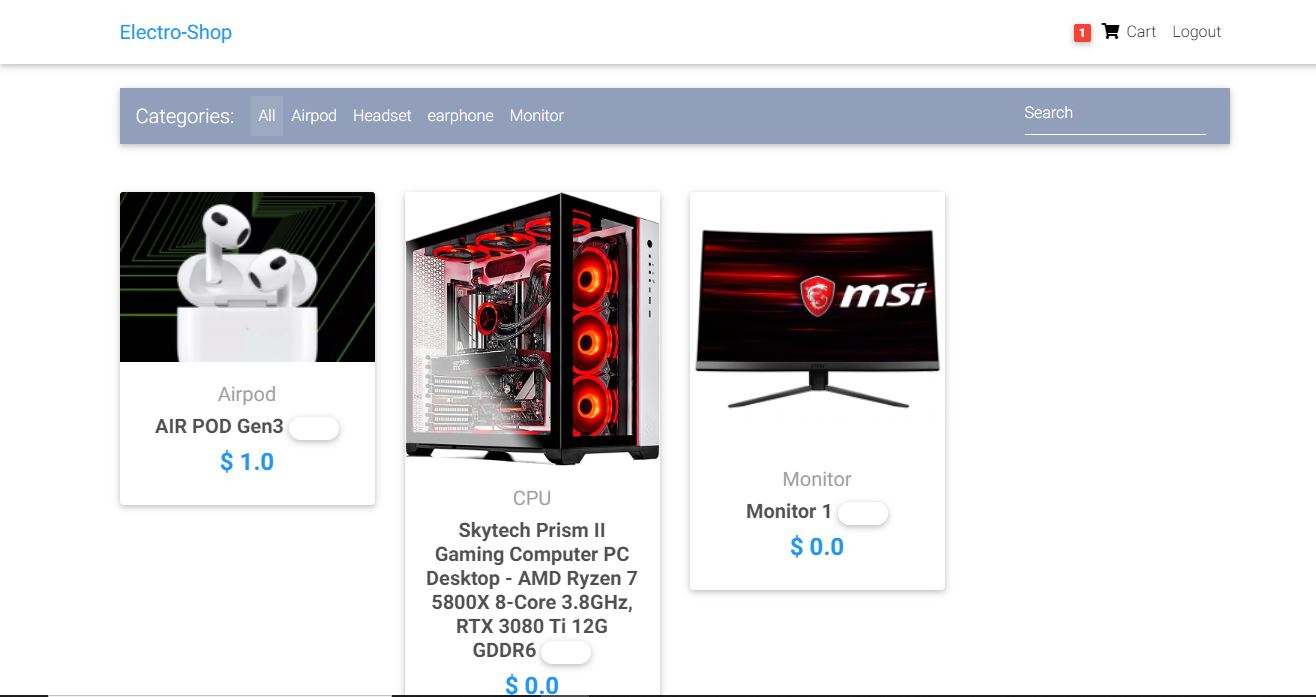 Electro-Shop
1 Cart Logout
Categories: All Airpod Headset earphone Monitor
Search
Airpod
AIR POD Gen3
$ 1.0
CPU
Skytech Prism II
Gaming Computer PC
Desktop - AMD Ryzen 7
5800X 8-Core 3.8GHz,
RTX 3080 Ti 12G
GDDR6
$ 0.0
msi
Monitor
Monitor 1
$ 0.0